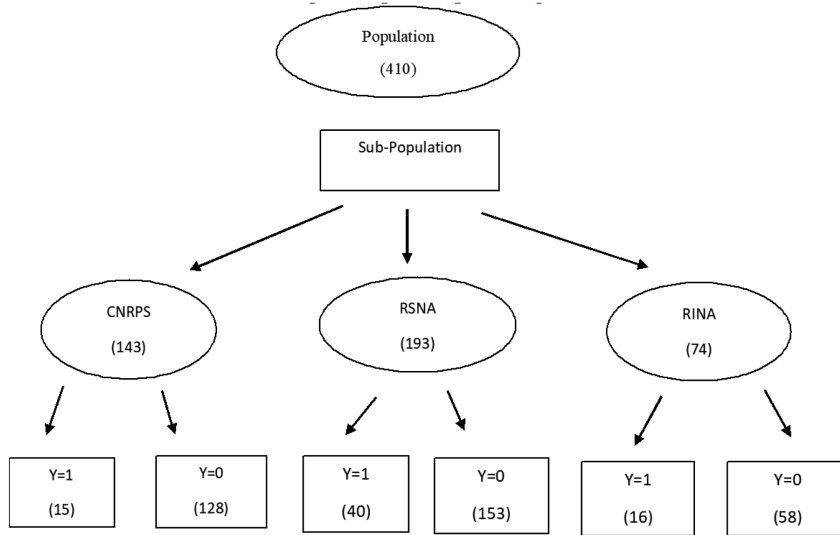 Population
(410)
Sub-Population
CNRPS
(143)
RSNA
(193)
RINA
(74)
Y=1
(15)
Y=0
(128)
Y=1
(40)
Y=0
(153)
Y=1
(16)
Y=0
(58)